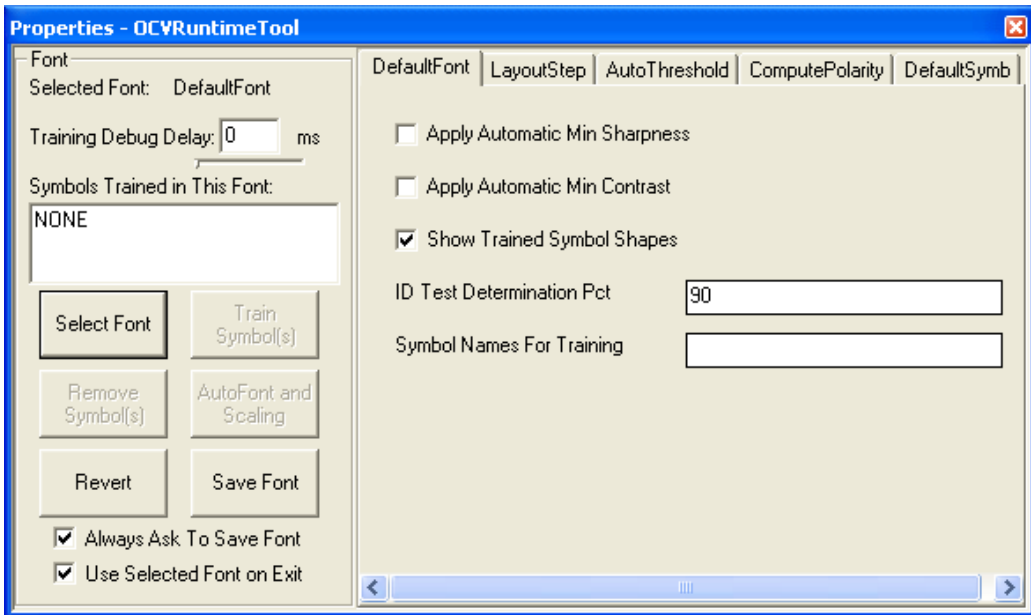 Properties - OCVRuntimeTool
Font
Selected Font: DefaultFont
Training Debug Delay: 0 ms
Symbols Trained in This Font:
NONE
Select Font
Train
Symbol(s)
Remove
Symbol(s)
AutoFont and
Scaling
Revert
Save Font
Always Ask To Save Font
Use Selected Font on Exit
DefaultFont LayoutStep AutoThreshold ComputePolarity DefaultSymb
Apply Automatic Min Sharpness
Apply Automatic Min Contrast
Show Trained Symbol Shapes
ID Test Determination Pct 90
Symbol Names For Training